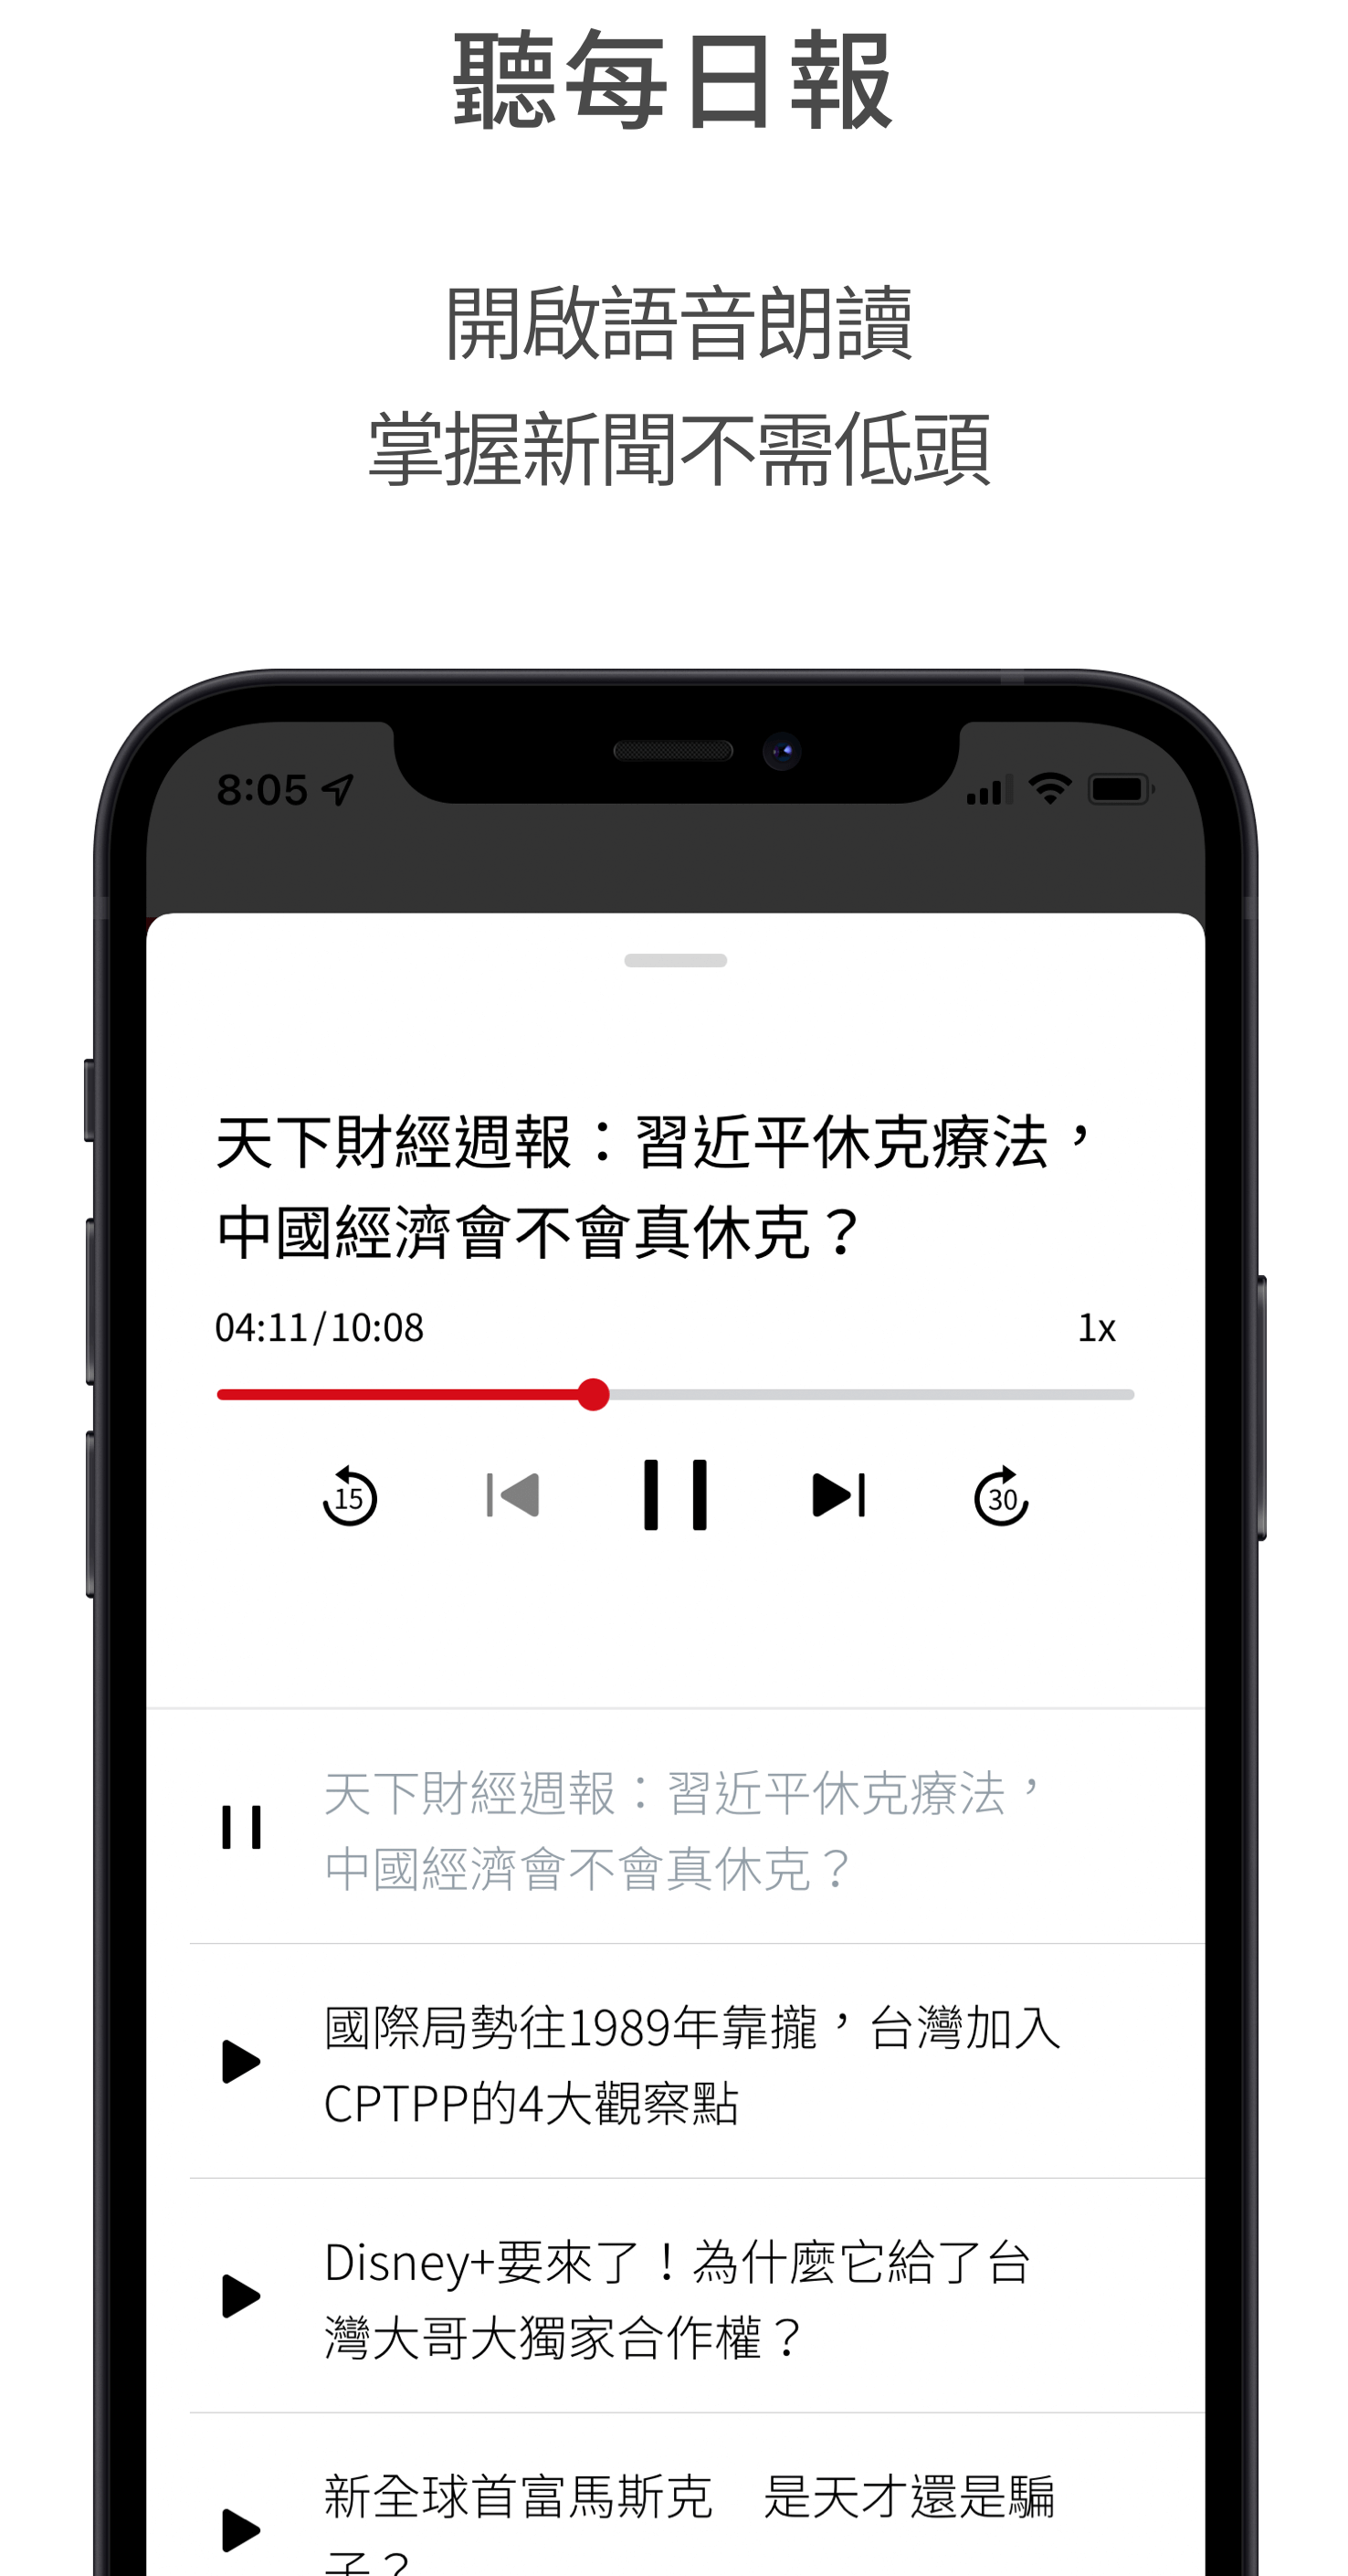 聽每日報
開啟語音朗讀
掌握新聞不需低頭
8:05
天下財經週報：習近平休克療法，
中國經濟會不會真休克？
04:11/10:08 1x
15 30
天下財經週報：習近平休克療法，
中國經濟會不會真休克？
國際局勢往1989年靠攏，台灣加入
CPTPP的4大觀察點
Disney+要來了！為什麼它給了台
灣大哥大獨家合作權？
新全球首富馬斯克　是天才還是騙
子？